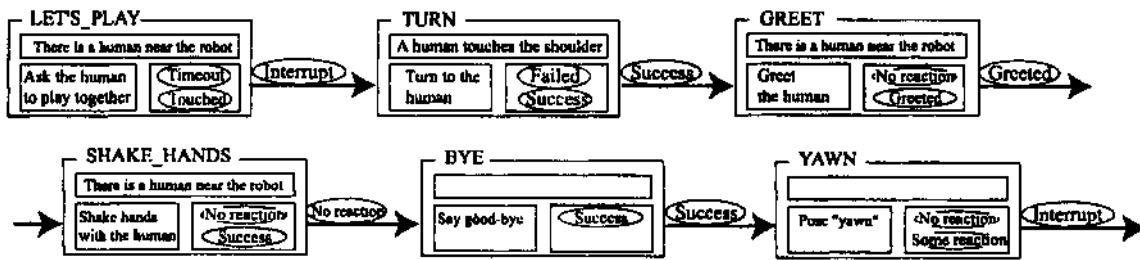 LET'S_PLAY
There is a human near the robot
Ask the human
to play together
Timeout
Touched
Interrupt
TURN
A human touches the shoulder
Turn to the
human
Failed
Success
Success
GREET
There is a human near the robot
Greet
the human
<No reaction>
Greeted
Greeted
SHAKE_HANDS
There is a human near the robot
Shake hands
with the human
<No reaction>
Success
No reaction
BYE
Say good-bye
Success
Success
YAWN
Pose "yawn"
<No reaction>
Some reaction
Interrupt